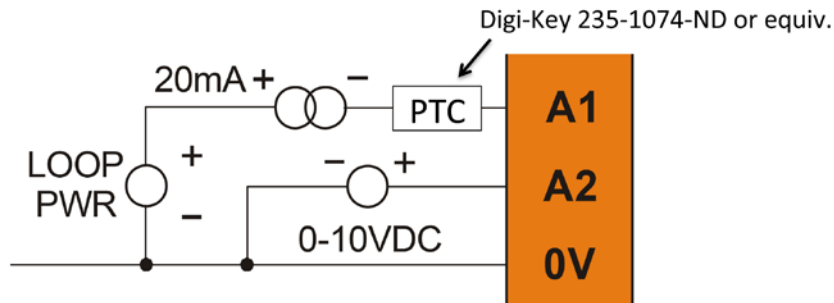 Digi-Key 235-1074-ND or equiv.
20mA + −
PTC
A1
LOOP
PWR
+
−
− +
A2
0-10VDC
0V